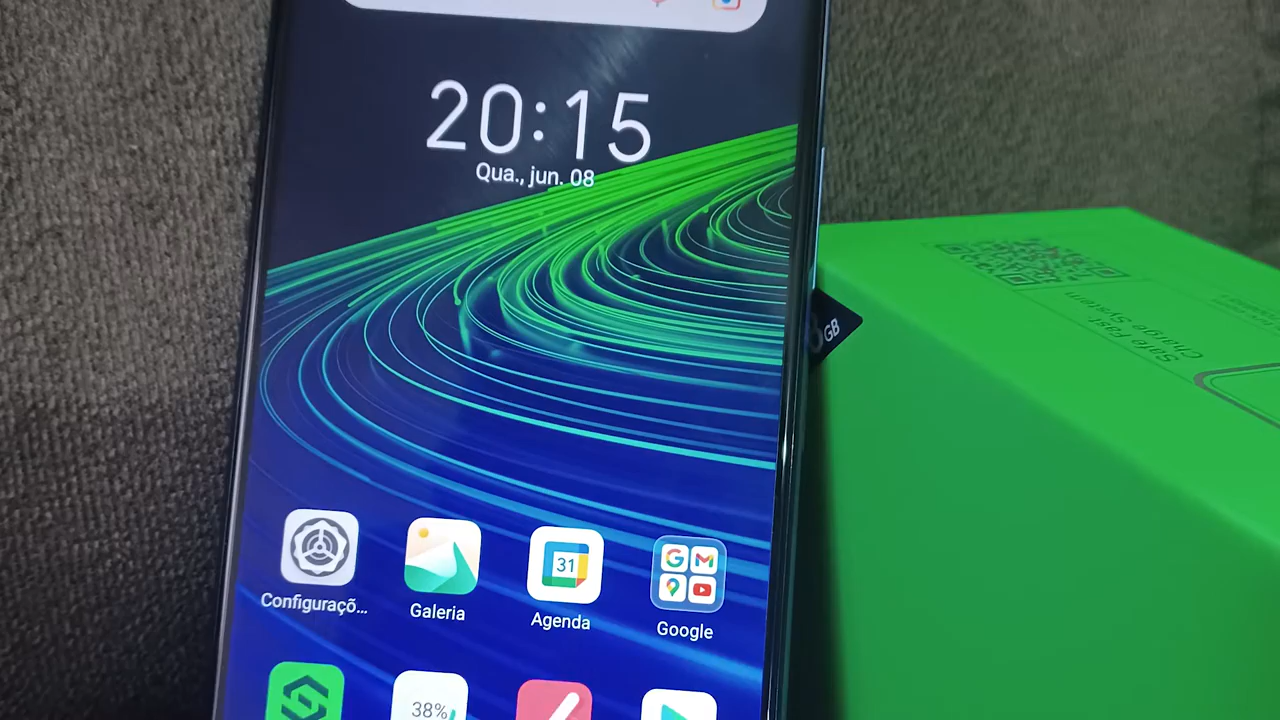 20:15
Qua., jun. 08
GB
Safe Fast
Charge System
31
Configuraçõ...
Galeria
Agenda
Google
38%